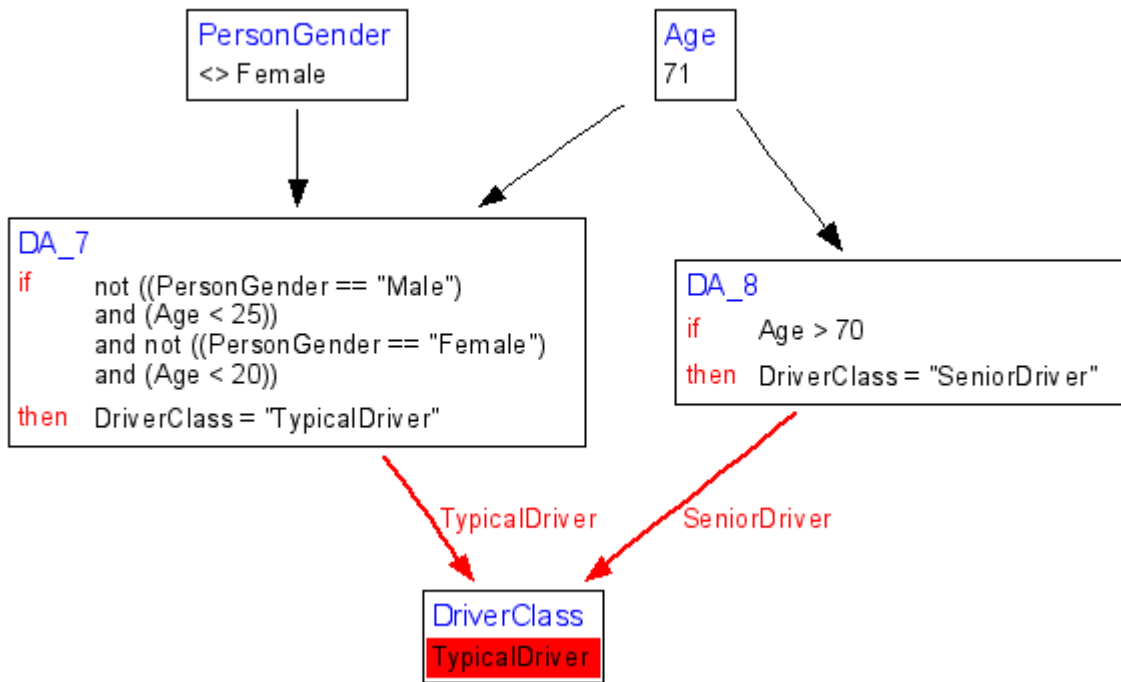 PersonGender
<> Female
Age
71
DA_7
if not ((PersonGender == "Male")
and (Age < 25))
and not ((PersonGender == "Female")
and (Age < 20))
then DriverClass = "TypicalDriver"
DA_8
if Age > 70
then DriverClass = "SeniorDriver"
TypicalDriver
SeniorDriver
DriverClass
TypicalDriver